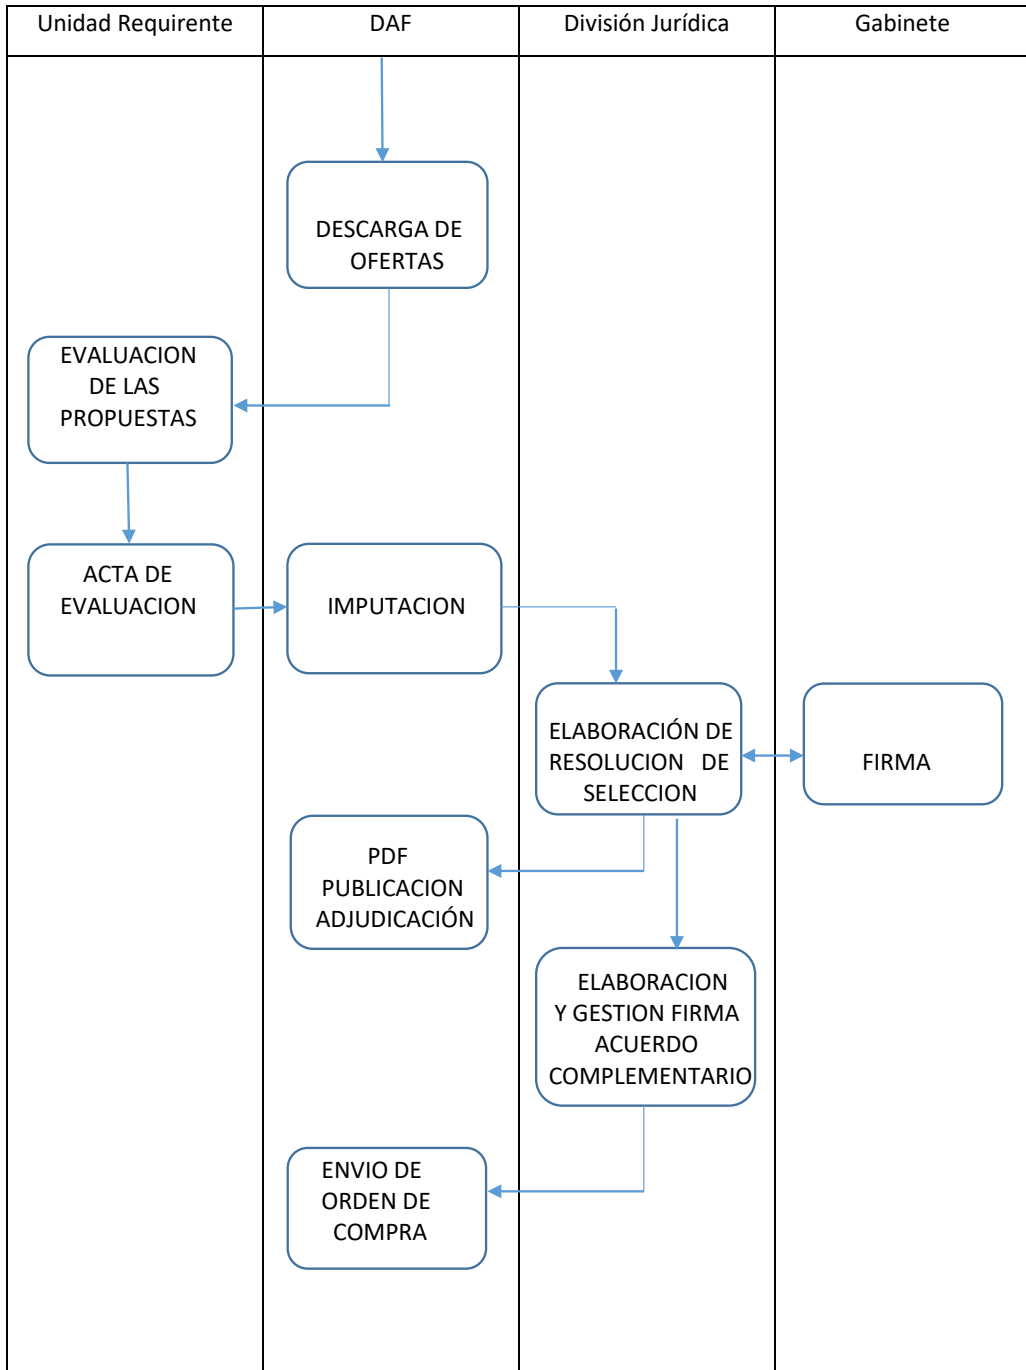 Unidad Requirente
DAF
División Jurídica
Gabinete
DESCARGA DE
OFERTAS
EVALUACION
DE LAS
PROPUESTAS
ACTA DE
EVALUACION
IMPUTACION
ELABORACIÓN DE
RESOLUCION DE
SELECCION
FIRMA
PDF
PUBLICACION
ADJUDICACIÓN
ELABORACION
Y GESTION FIRMA
ACUERDO
COMPLEMENTARIO
ENVIO DE
ORDEN DE
COMPRA